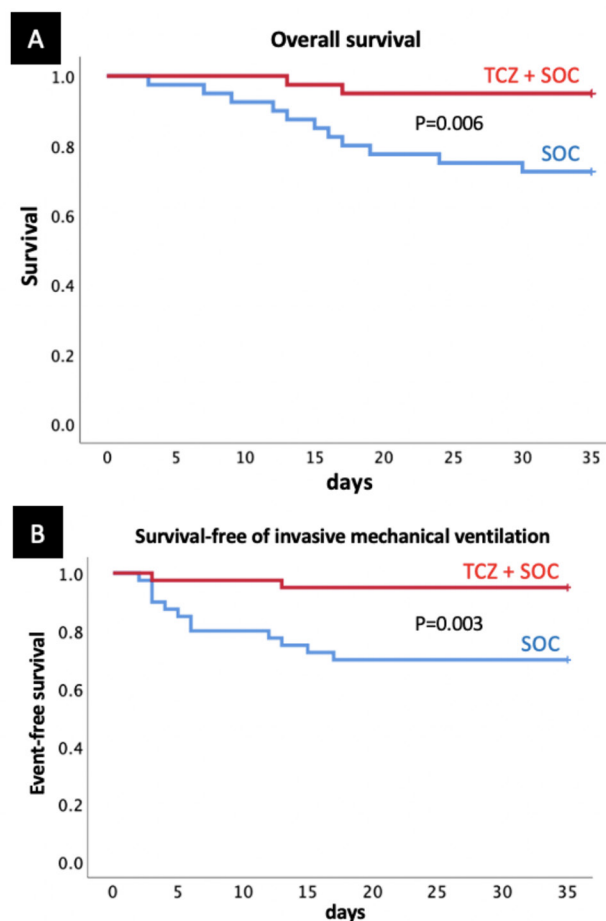 A
Overall survival
1.0
TCZ + SOC
P=0.006
0.8
SOC
0.6
Survival
0.4
0.2
0.0
0 5 10 15 20 25 30 35
days
B
Survival-free of invasive mechanical ventilation
1.0
TCZ + SOC
0.8
P=0.003
SOC
0.6
Event-free survival
0.4
0.2
0.0
0 5 10 15 20 25 30 35
days